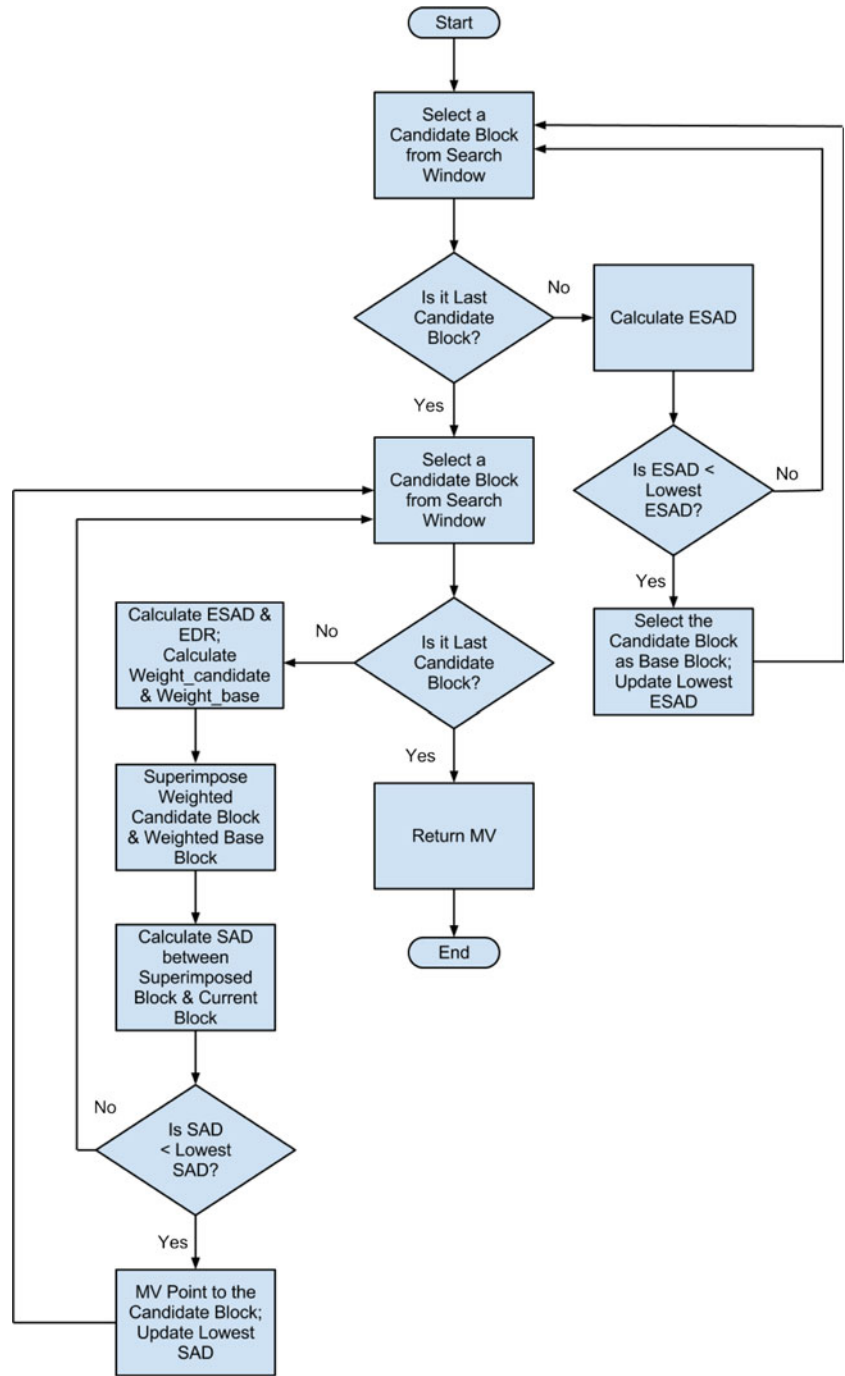 Start
Select a
Candidate Block
from Search
Window
Is it Last
Candidate
Block?
No
Calculate ESAD
Yes
Is ESAD <
Lowest
ESAD?
No
Yes
Select the
Candidate Block
as Base Block;
Update Lowest
ESAD
Select a
Candidate Block
from Search
Window
Is it Last
Candidate
Block?
No
Calculate ESAD &
EDR;
Calculate
Weight_candidate
& Weight_base
Yes
Return MV
End
Superimpose
Weighted
Candidate Block
& Weighted Base
Block
Calculate SAD
between
Superimposed
Block & Current
Block
No
Is SAD
< Lowest
SAD?
Yes
MV Point to the
Candidate Block;
Update Lowest
SAD